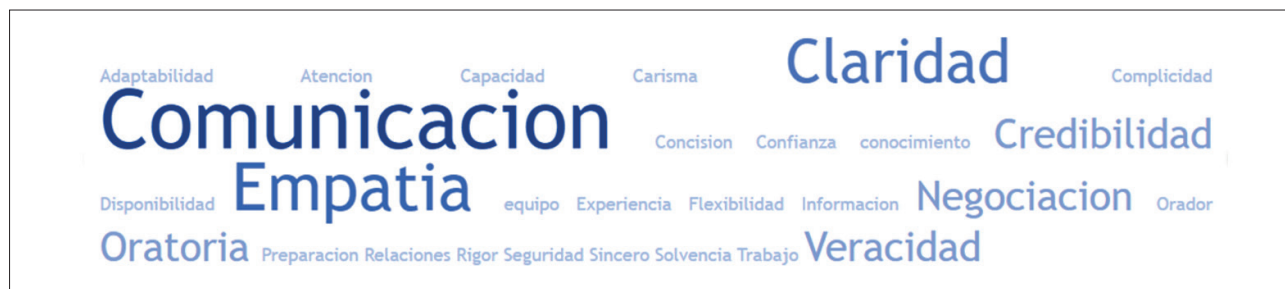 Adaptabilidad Atencion Capacidad Carisma Claridad Complicidad
Comunicacion Concision Confianza conocimiento Credibilidad
Disponibilidad Empatia equipo Experiencia Flexibilidad Informacion Negociacion Orador
Oratoria Preparacion Relaciones Rigor Seguridad Sincero Solvencia Trabajo Veracidad